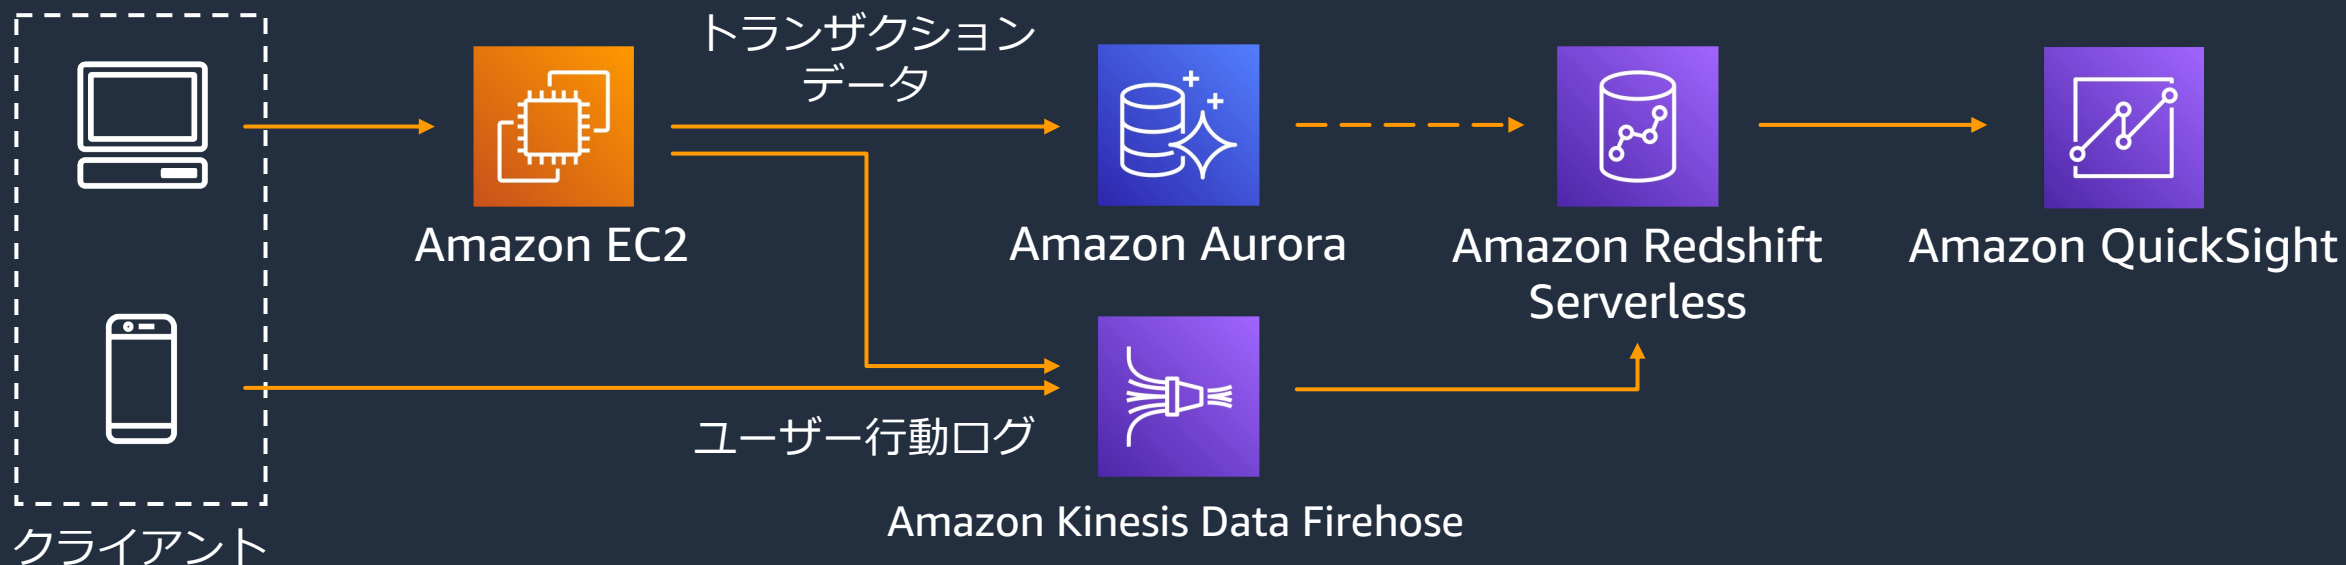 トランザクション
データ
Amazon EC2
Amazon Aurora
Amazon Redshift
Serverless
Amazon QuickSight
ユーザー行動ログ
Amazon Kinesis Data Firehose
クライアント